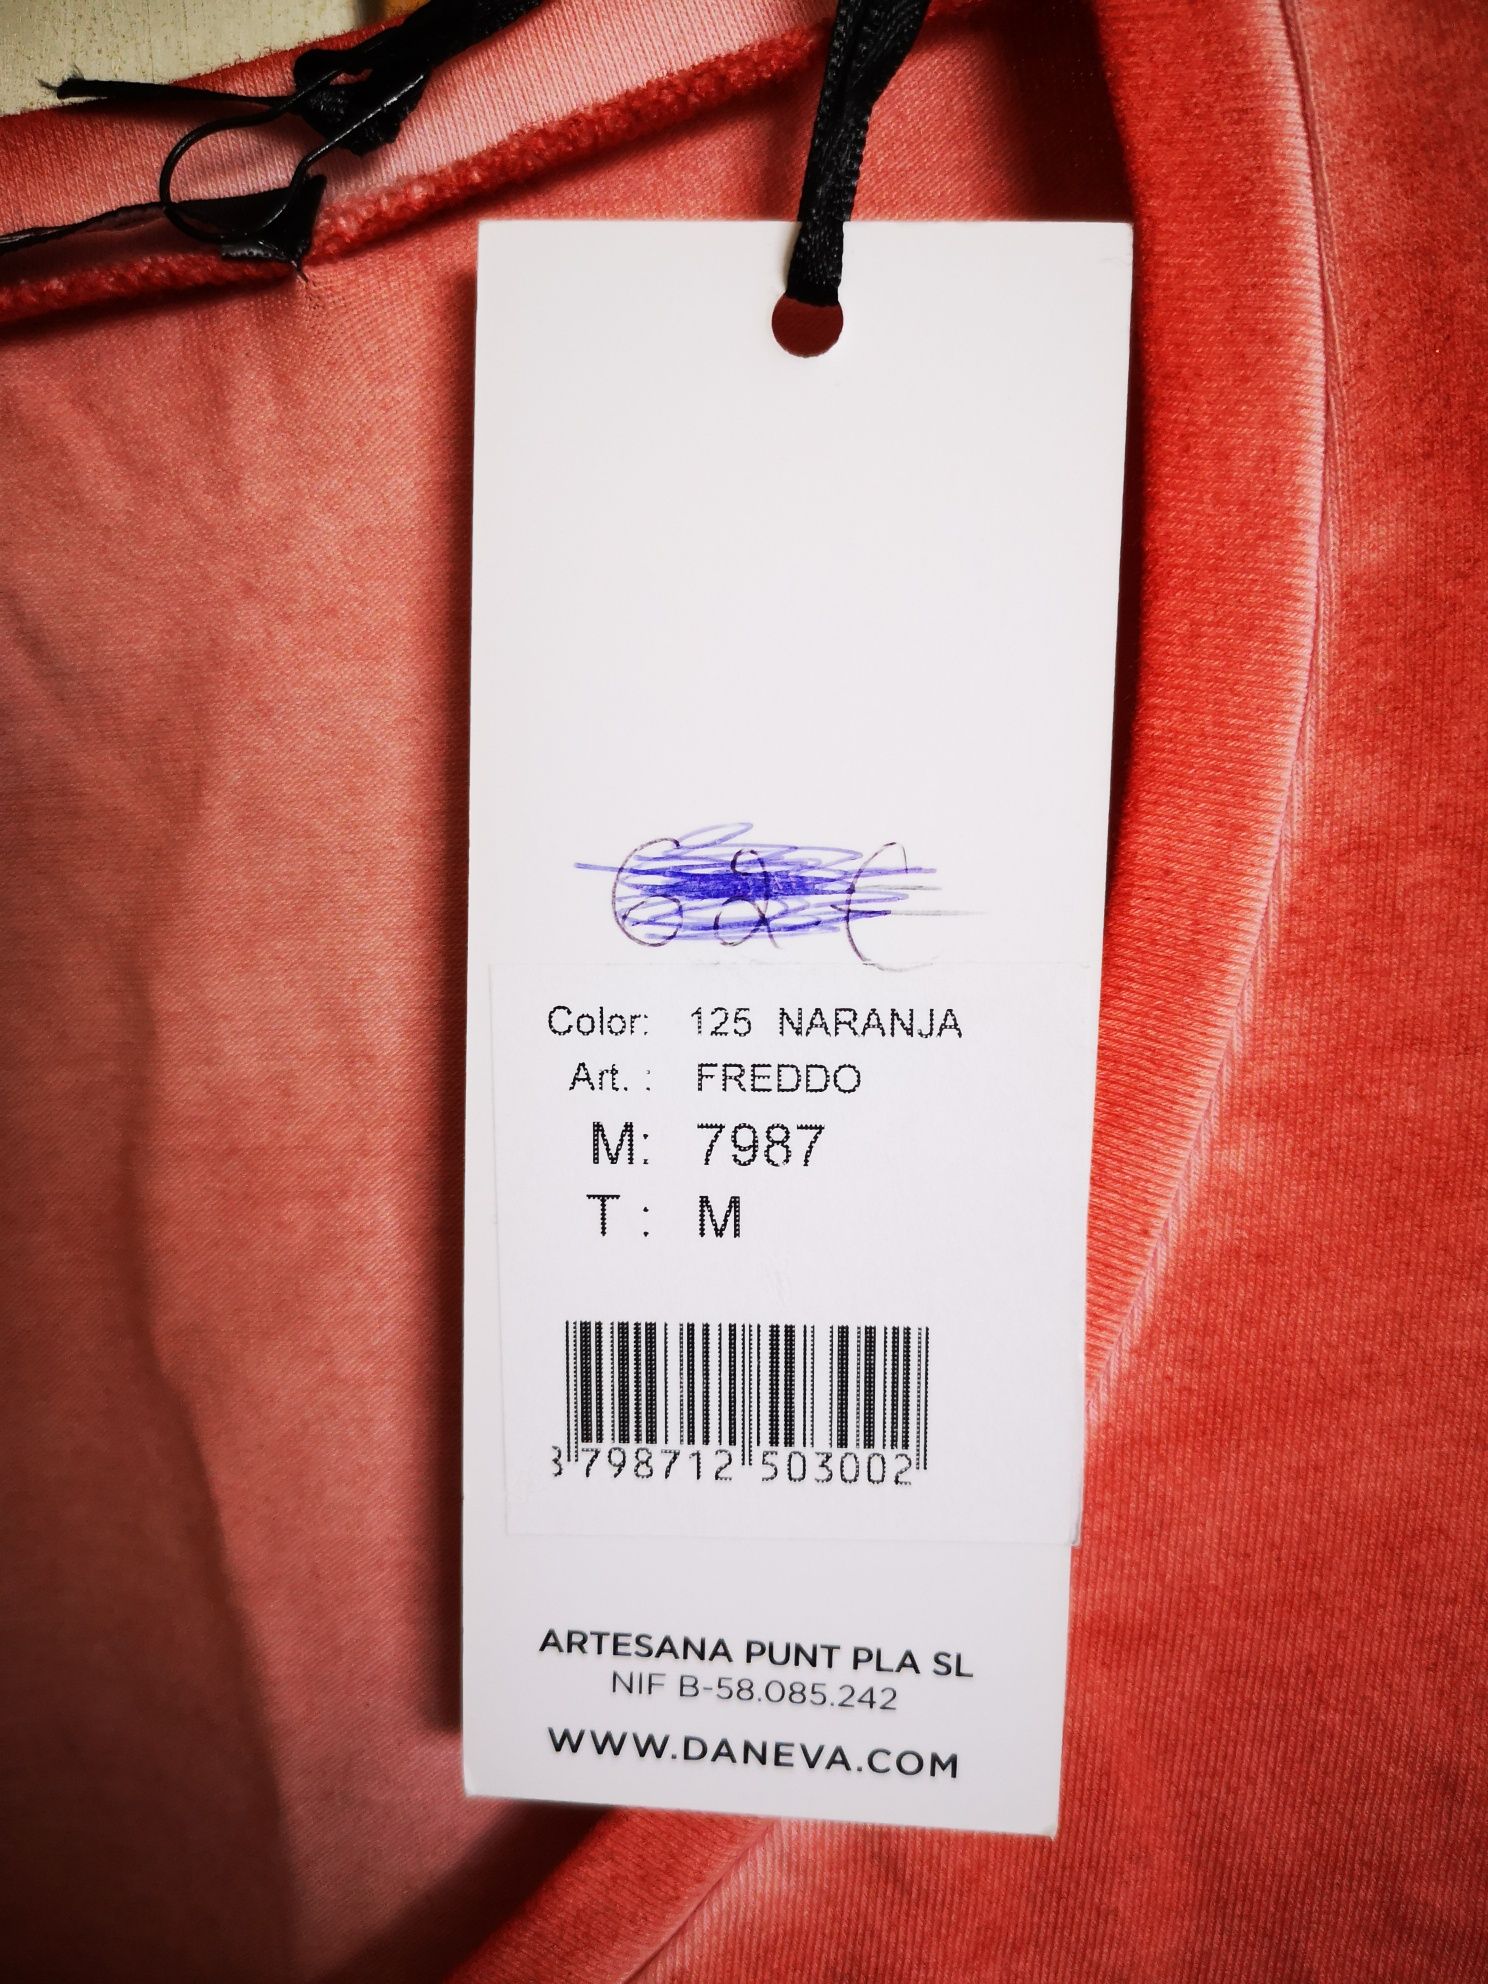 Color: 125 NARANJA
Art. : FREDDO
M: 7987
T : M
3 798712 503002
ARTESANA PUNT PLA SL
NIF B-58.085.242
WWW.DANEVA.COM